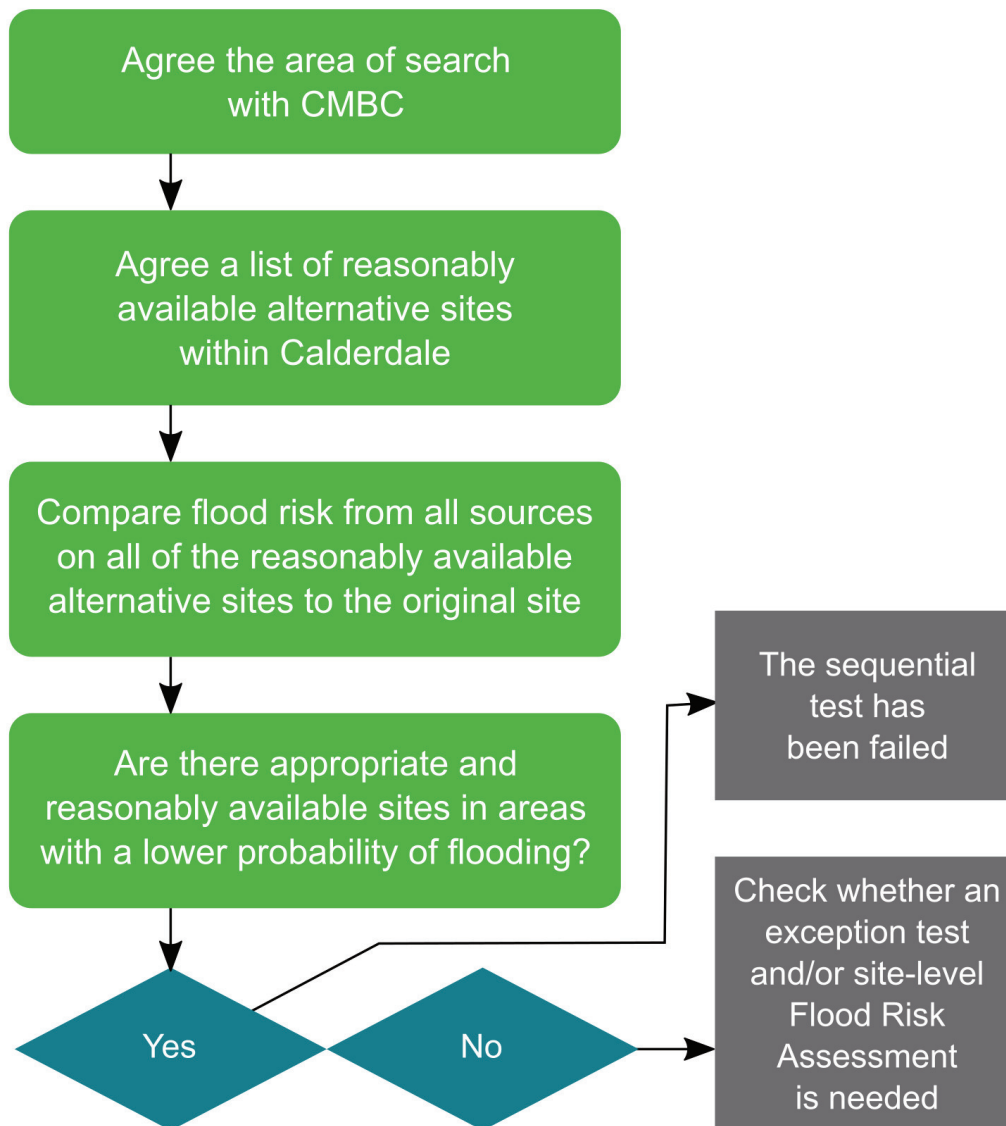 Agree the area of search
with CMBC
Agree a list of reasonably
available alternative sites
within Calderdale
Compare flood risk from all sources
on all of the reasonably available
alternative sites to the original site
Are there appropriate and
reasonably available sites in areas
with a lower probability of flooding?
Yes
The sequential
test has
been failed
No
Check whether an
exception test
and/or site-level
Flood Risk
Assessment
is needed